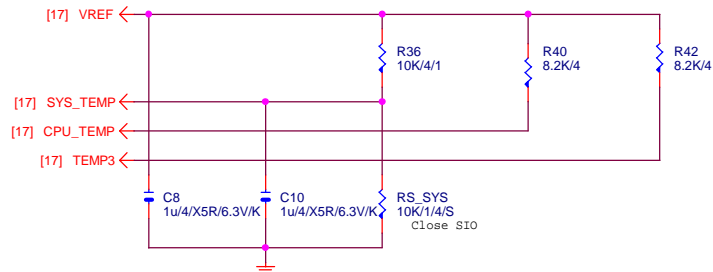 [17] VREF
R36
10K/4/1
R40
8.2K/4
R42
8.2K/4
[17] SYS_TEMP
[17] CPU_TEMP
[17] TEMP3
C8
1u/4/X5R/6.3V/K
C10
1u/4/X5R/6.3V/K
RS_SYS
10K/1/4/S
Close SIO